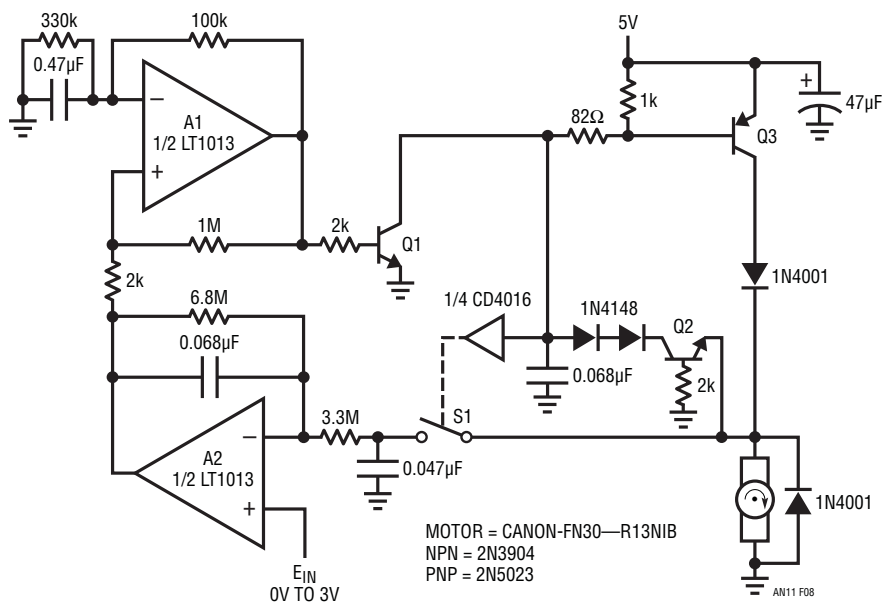 330k
0.47µF
100k
−
A1
1/2 LT1013
+
1M
2k
2k
Q1
5V
1k
82Ω
+
47µF
Q3
1N4001
1/4 CD4016
1N4148
Q2
2k
0.068µF
6.8M
0.068µF
−
A2
1/2 LT1013
+
3.3M
S1
0.047µF
EIN
0V TO 3V
MOTOR = CANON-FN30—R13NIB
NPN = 2N3904
PNP = 2N5023
1N4001
AN11 F08